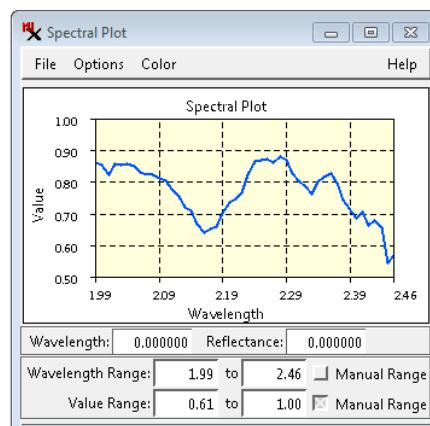 Spectral Plot
File Options Color Help
Spectral Plot
1.00
0.90
0.80
0.70
0.60
0.50
Value
1.99 2.09 2.19 2.29 2.39 2.46
Wavelength
Wavelength: 0.000000 Reflectance: 0.000000
Wavelength Range: 1.99 to 2.46 Manual Range
Value Range: 0.61 to 1.00 Manual Range